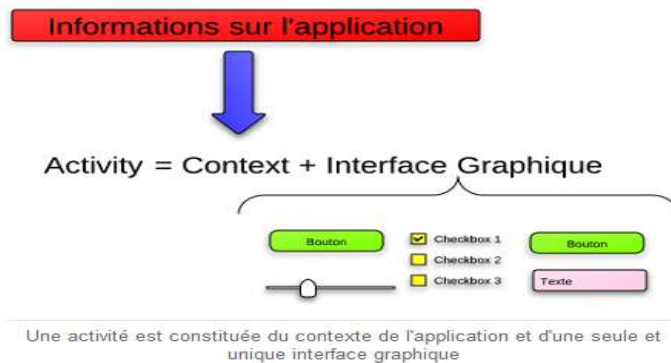 Informations sur l'application
Activity = Context + Interface Graphique
Bouton
Checkbox 1
Checkbox 2
Checkbox 3
Bouton
Texte
Une activité est constituée du contexte de l'application et d'une seule et
unique interface graphique